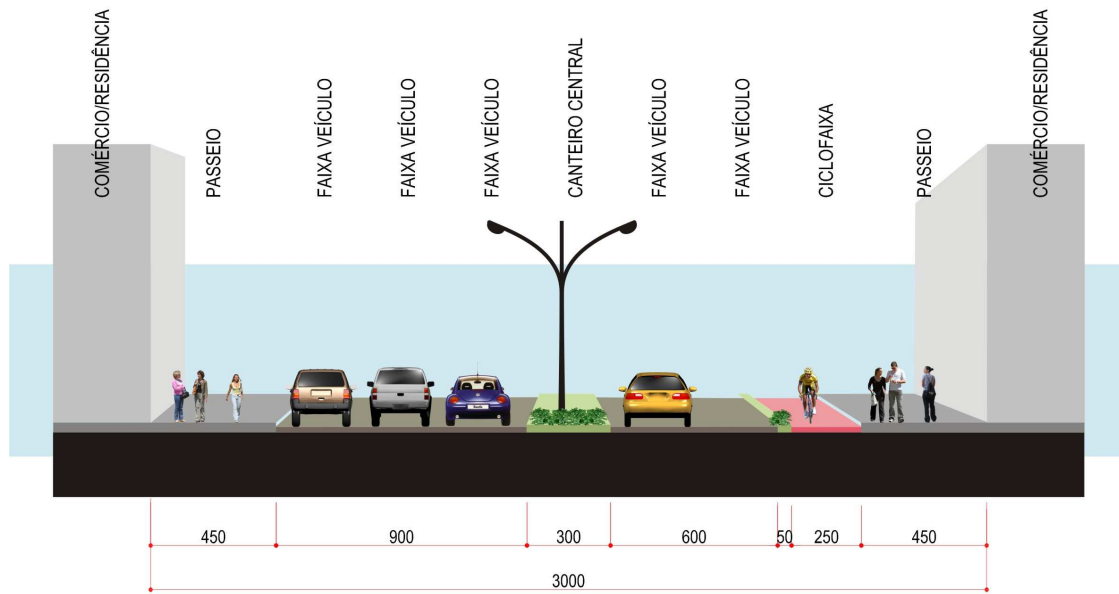 COMÉRCIO/RESIDÊNCIA
PASSEIO
FAIXA VEÍCULO
FAIXA VEÍCULO
FAIXA VEÍCULO
CANTEIRO CENTRAL
FAIXA VEÍCULO
FAIXA VEÍCULO
CICLOFAIXA
PASSEIO
COMÉRCIO/RESIDÊNCIA
450
900
300
600
50
250
450
3000